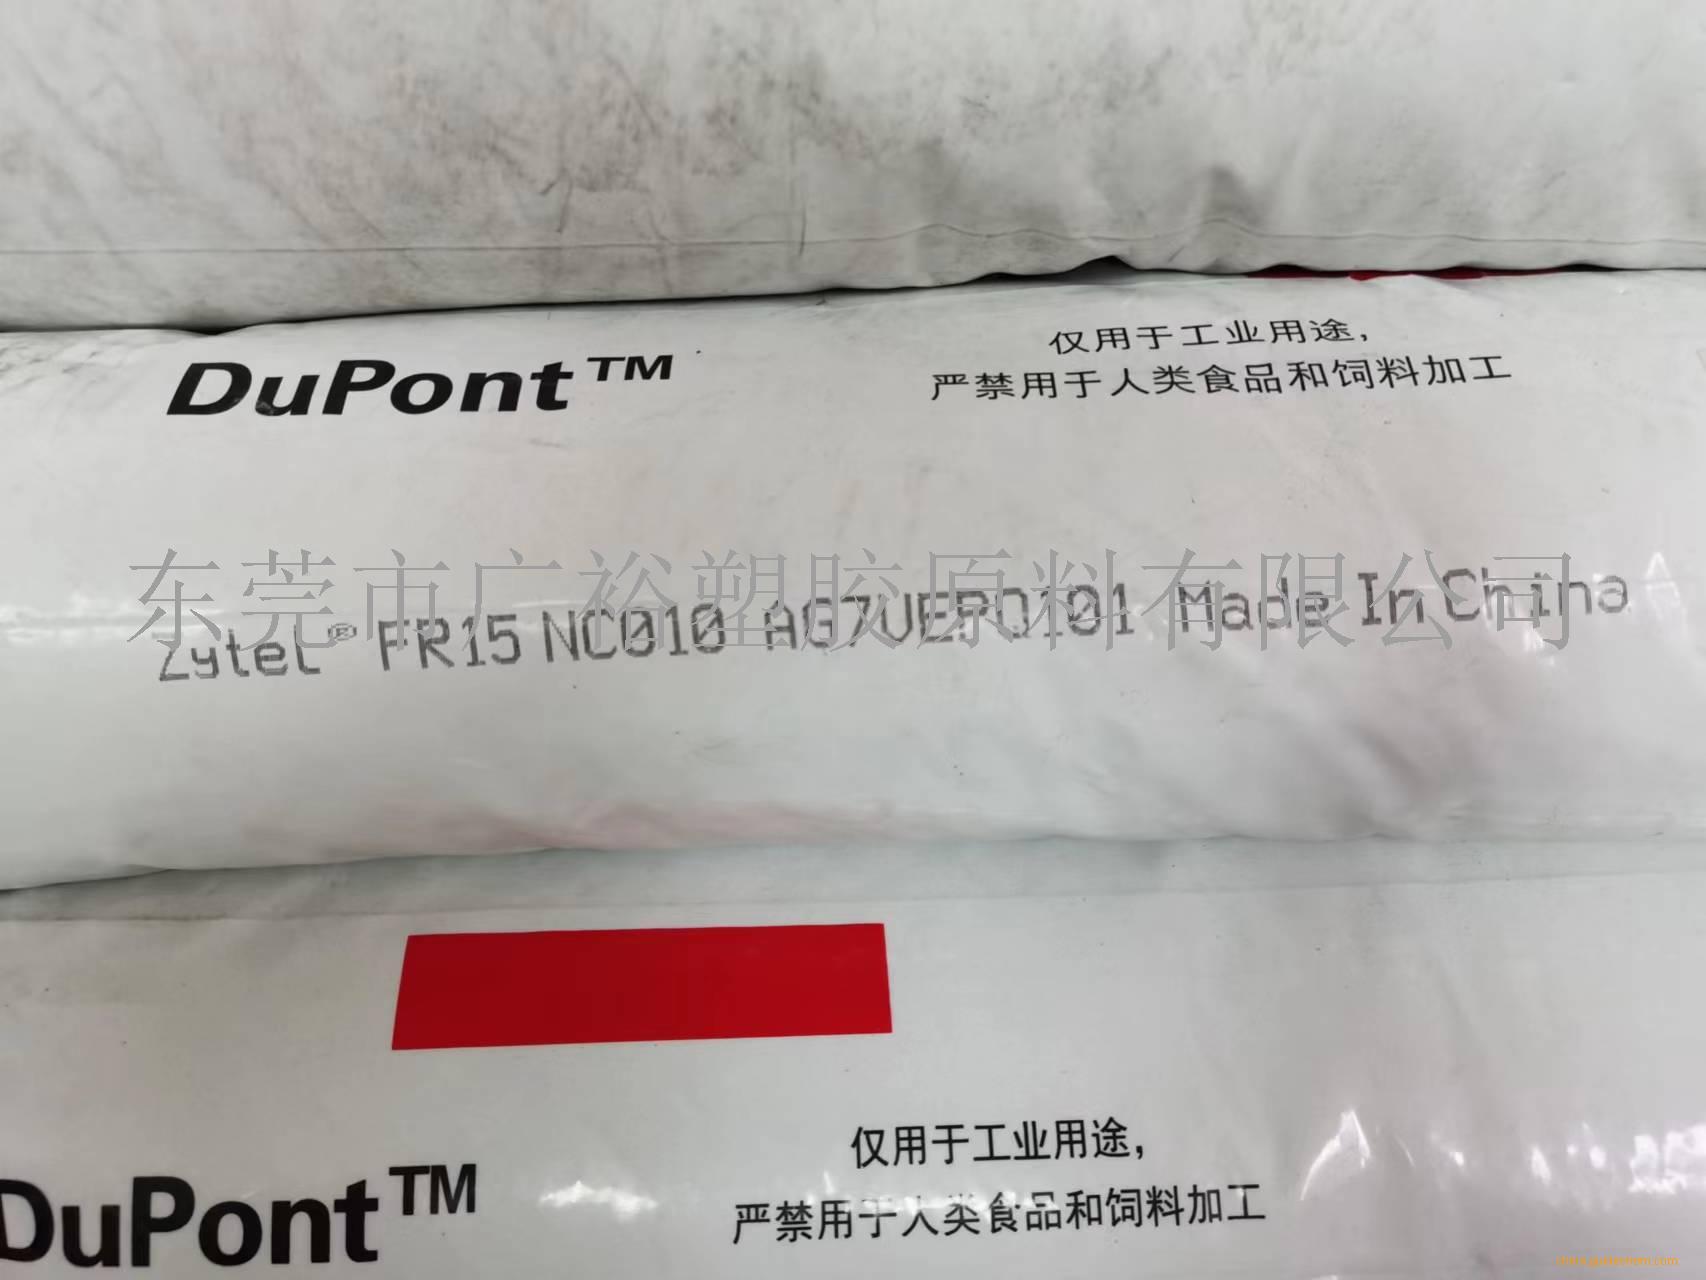 DuPont™
仅用于工业用途，
严禁用于人类食品和饲料加工
东莞市广裕塑胶原料有限公司
Zytel® FR15 NC010 Made In China
DuPont™
仅用于工业用途，
严禁用于人类食品和饲料加工